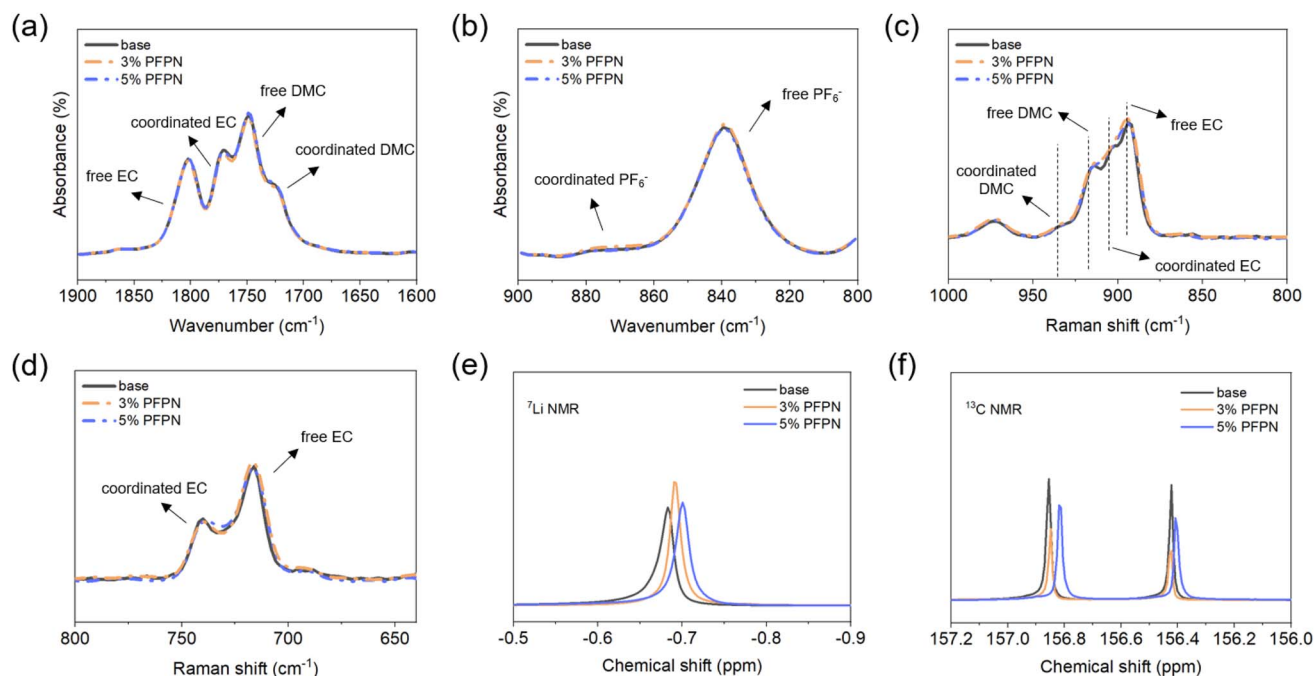 (a)
base
3% PFPN
5% PFPN
free DMC
coordinated EC
coordinated DMC
free EC
Absorbance (%)
1900 1850 1800 1750 1700 1650 1600
Wavenumber (cm⁻¹)
(b)
base
3% PFPN
5% PFPN
free PF₆⁻
coordinated PF₆⁻
Absorbance (%)
900 880 860 840 820 800
Wavenumber (cm⁻¹)
(c)
base
3% PFPN
5% PFPN
free DMC
free EC
coordinated
DMC
coordinated EC
1000 950 900 850 800
Raman shift (cm⁻¹)
(d)
base
3% PFPN
5% PFPN
free EC
coordinated EC
800 750 700
Raman shift (cm⁻¹)
(e)
⁷Li NMR
base
3% PFPN
5% PFPN
-0.5 -0.6 -0.7 -0.8 -0.9
Chemical shift (ppm)
(f)
¹³C NMR
base
3% PFPN
5% PFPN
157.2 157.0 156.8 156.6 156.4 156.2 156.0
Chemical shift (ppm)